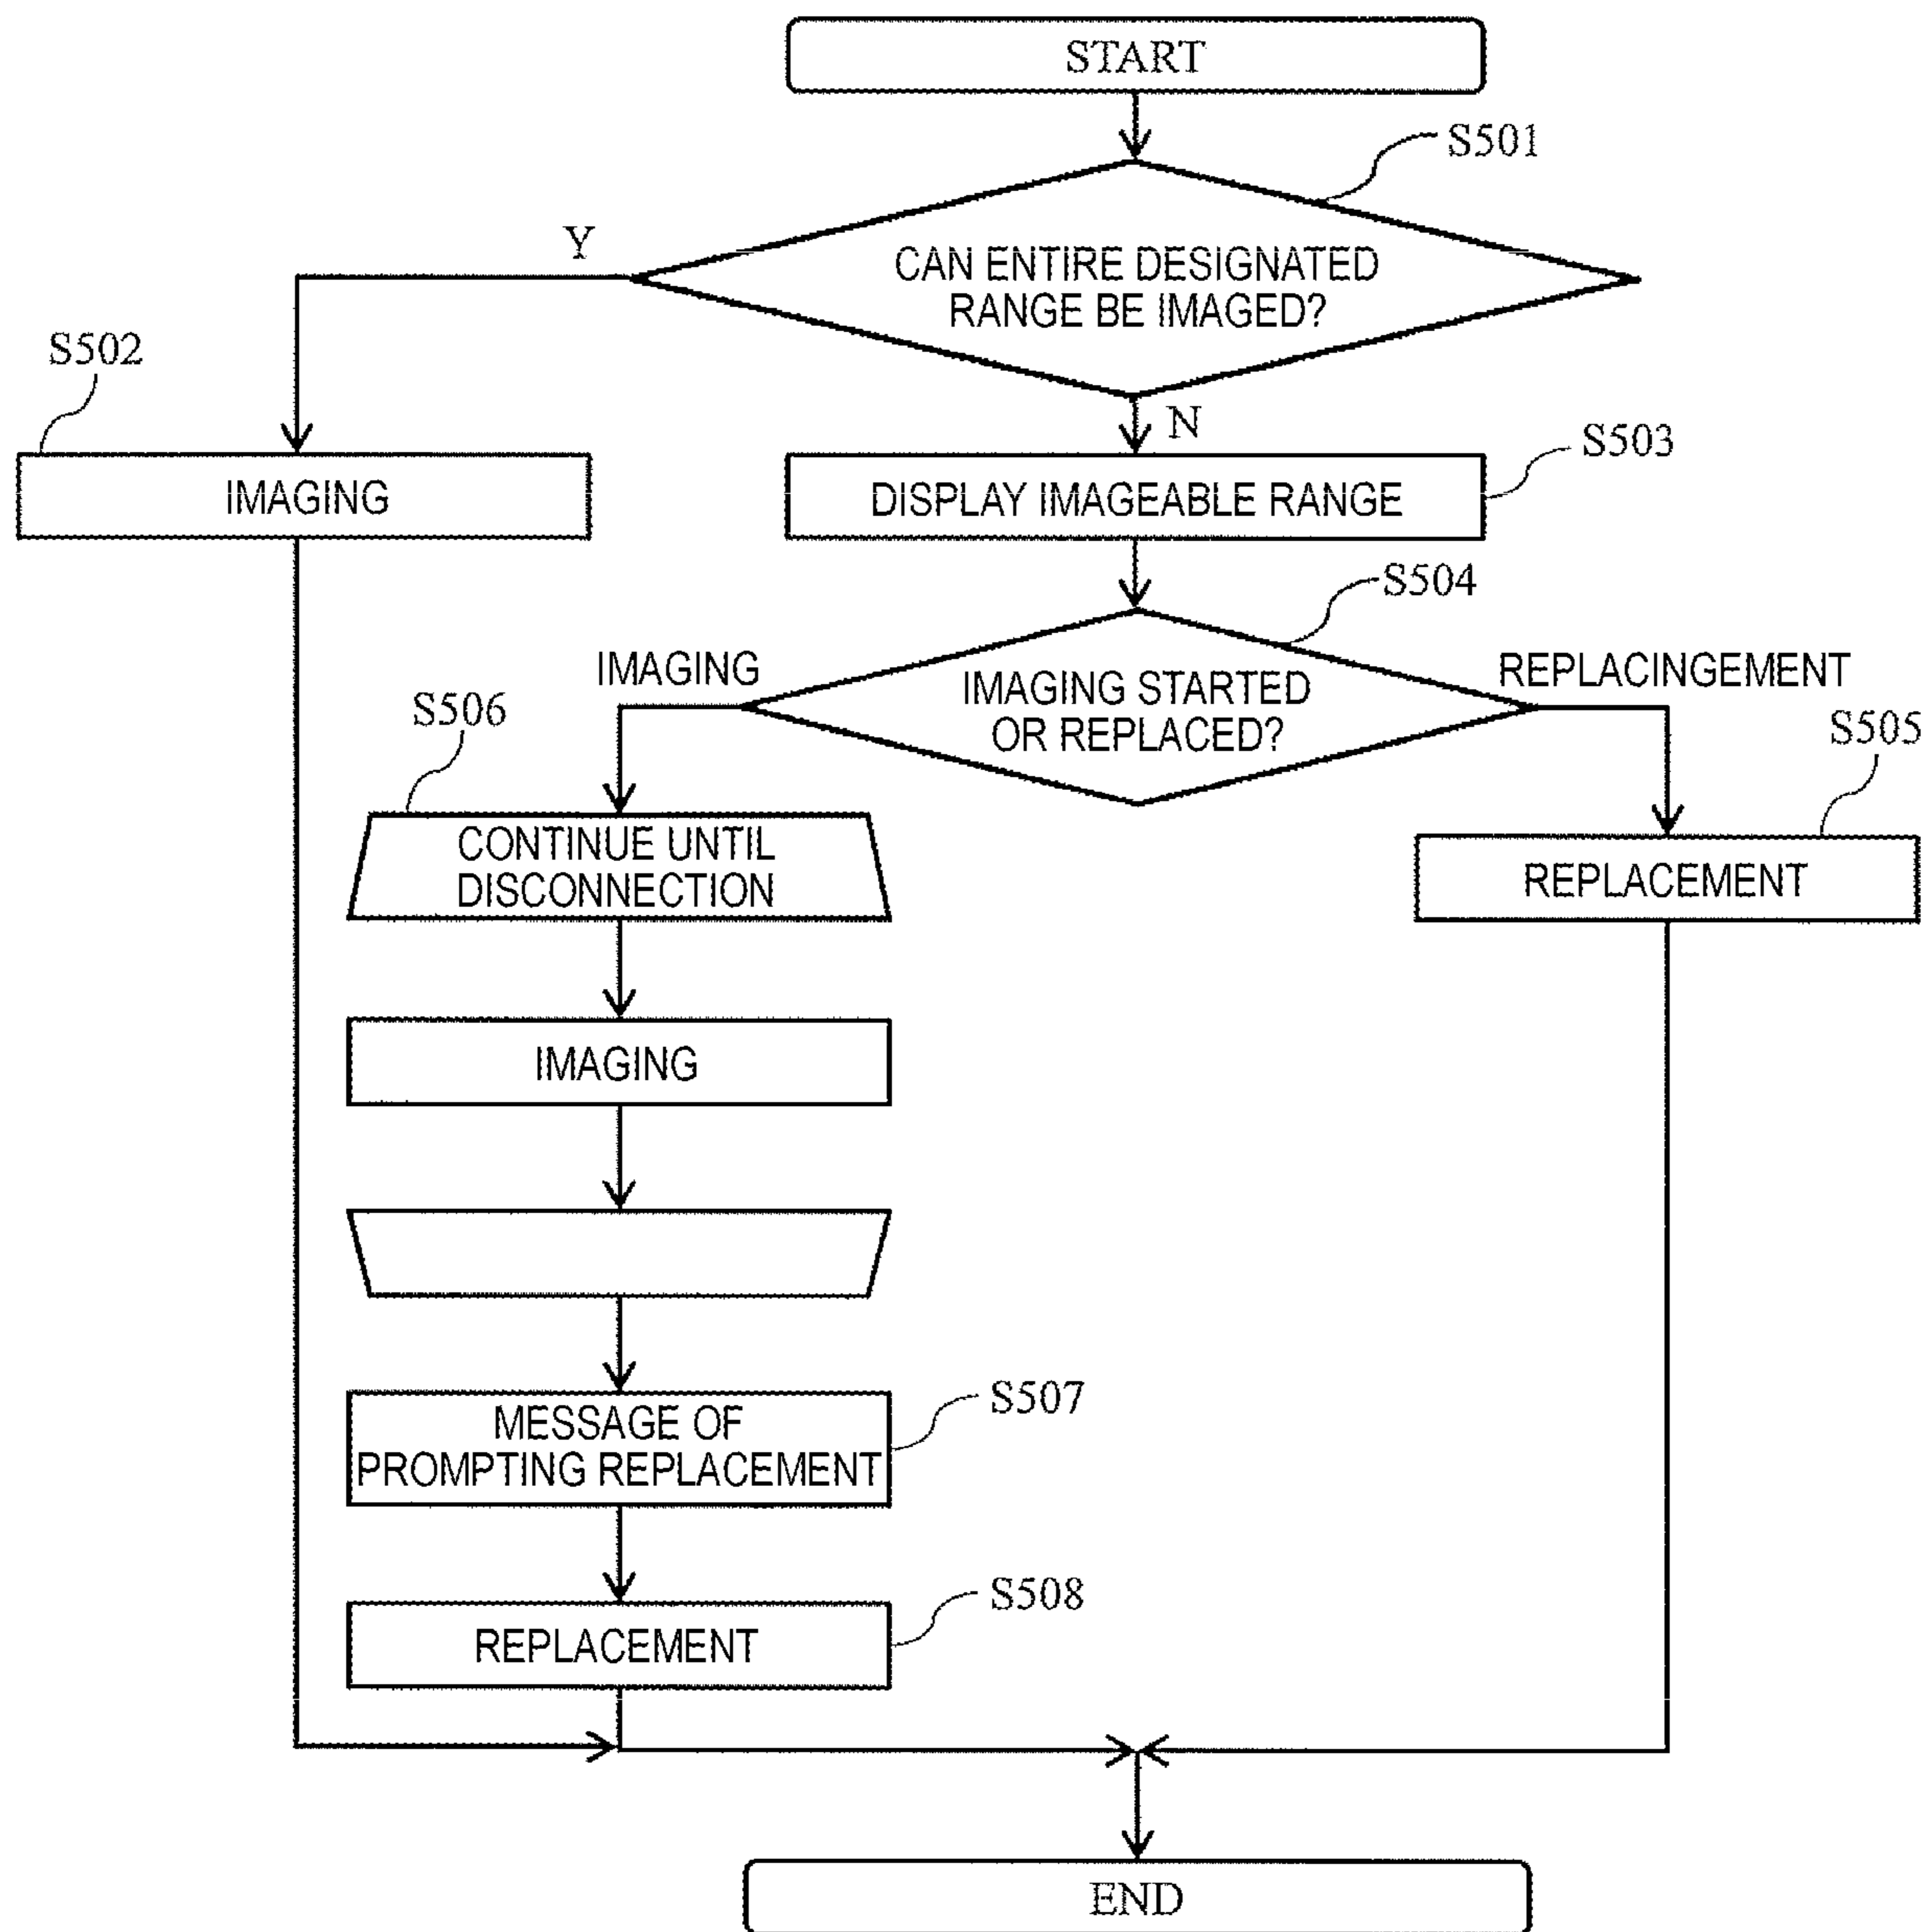 START
S501
Y
CAN ENTIRE DESIGNATED
RANGE BE IMAGED?
S502
N
S503
IMAGING
DISPLAY IMAGEABLE RANGE
S504
IMAGING
IMAGING STARTED
OR REPLACED?
REPLACINGEMENT
S506
S505
CONTINUE UNTIL
DISCONNECTION
REPLACEMENT
IMAGING
S507
MESSAGE OF
PROMPTING REPLACEMENT
S508
REPLACEMENT
END